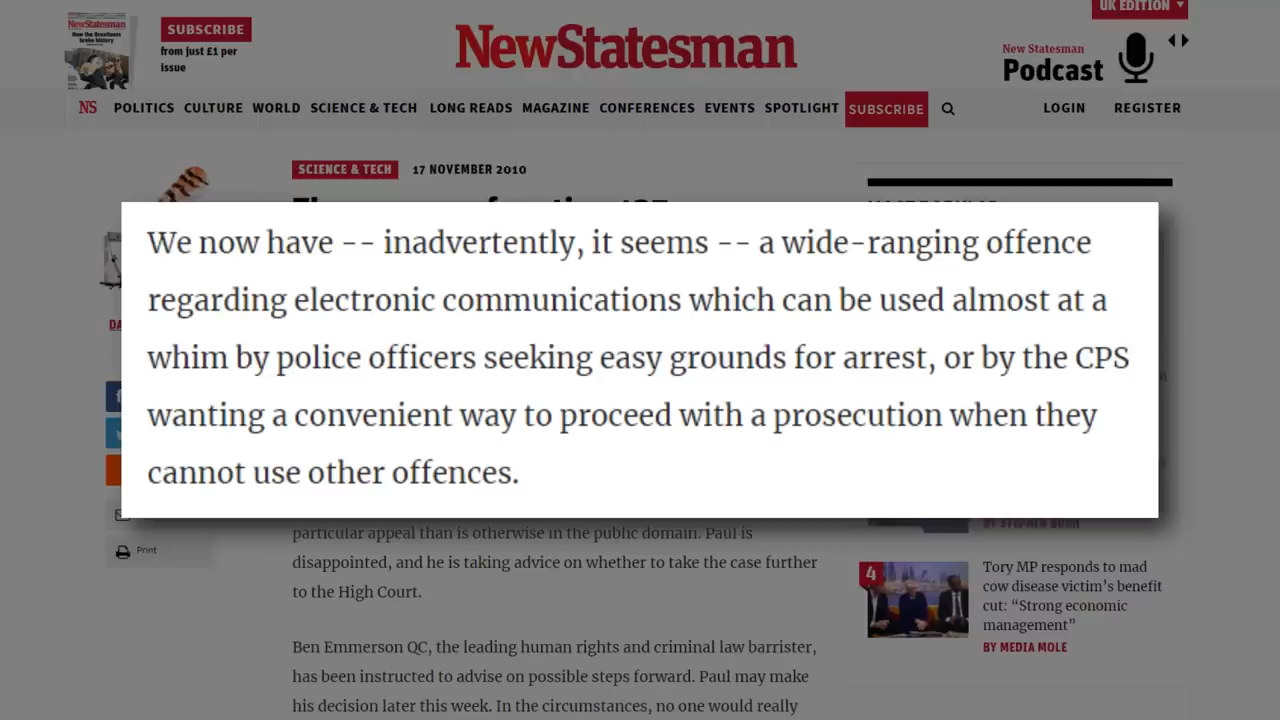 NewStatesman
How the Brexiteers
broke history
SUBSCRIBE
from just £1 per
issue
NewStatesman
UK EDITION
New Statesman
Podcast
NS
POLITICS
CULTURE
WORLD
SCIENCE & TECH
LONG READS
MAGAZINE
CONFERENCES
EVENTS
SPOTLIGHT
SUBSCRIBE
LOGIN
REGISTER
SCIENCE & TECH
17 NOVEMBER 2010
We now have -- inadvertently, it seems -- a wide-ranging offence
regarding electronic communications which can be used almost at a
whim by police officers seeking easy grounds for arrest, or by the CPS
wanting a convenient way to proceed with a prosecution when they
cannot use other offences.
particular appeal than is otherwise in the public domain. Paul is
disappointed, and he is taking advice on whether to take the case further
to the High Court.
Ben Emmerson QC, the leading human rights and criminal law barrister,
has been instructed to advise on possible steps forward. Paul may make
his decision later this week. In the circumstances, no one would really
Print
4
Tory MP responds to mad
cow disease victim's benefit
cut: “Strong economic
management”
BY MEDIA MOLE